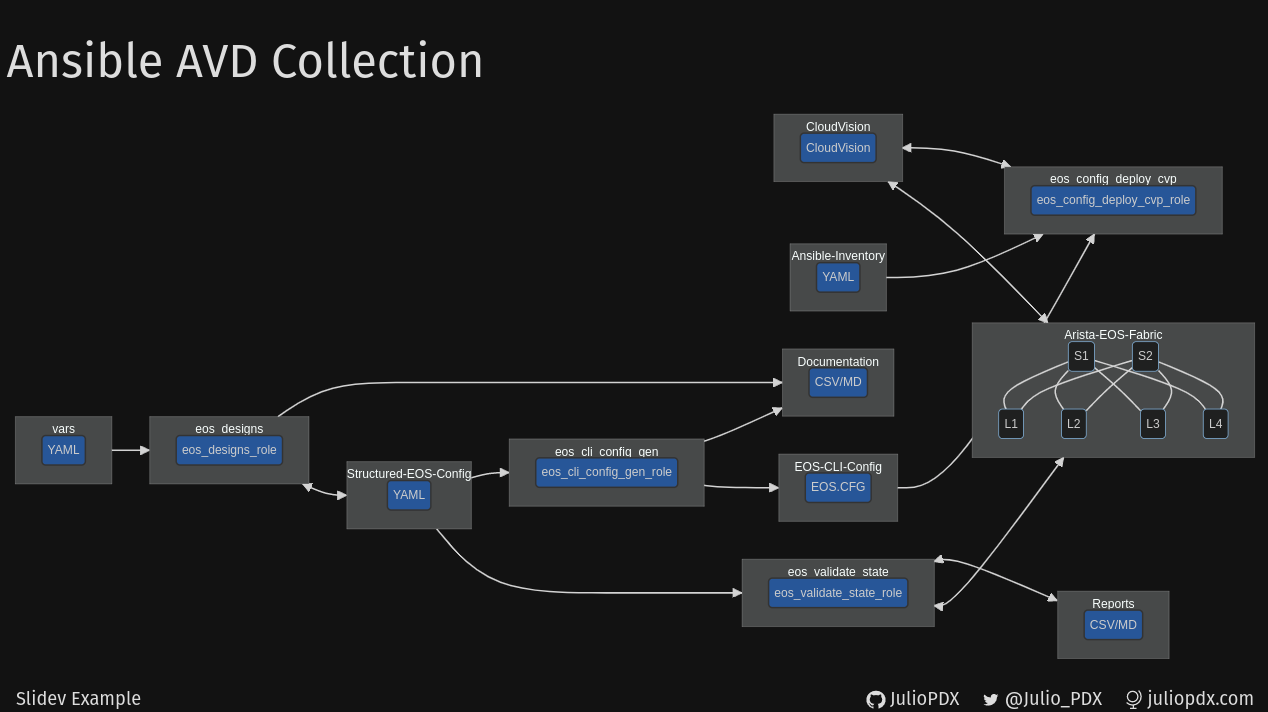 Ansible AVD Collection
CloudVision
CloudVision
eos_config_deploy_cvp
eos_config_deploy_cvp_role
Ansible-Inventory
YAML
Arista-EOS-Fabric
S1
S2
L1
L2
L3
L4
Documentation
CSV/MD
vars
YAML
eos_designs
eos_designs_role
Structured-EOS-Config
YAML
eos_cli_config_gen
eos_cli_config_gen_role
EOS-CLI-Config
EOS.CFG
eos_validate_state
eos_validate_state_role
Reports
CSV/MD
Slidev Example
JulioPDX
@Julio_PDX
juliopdx.com